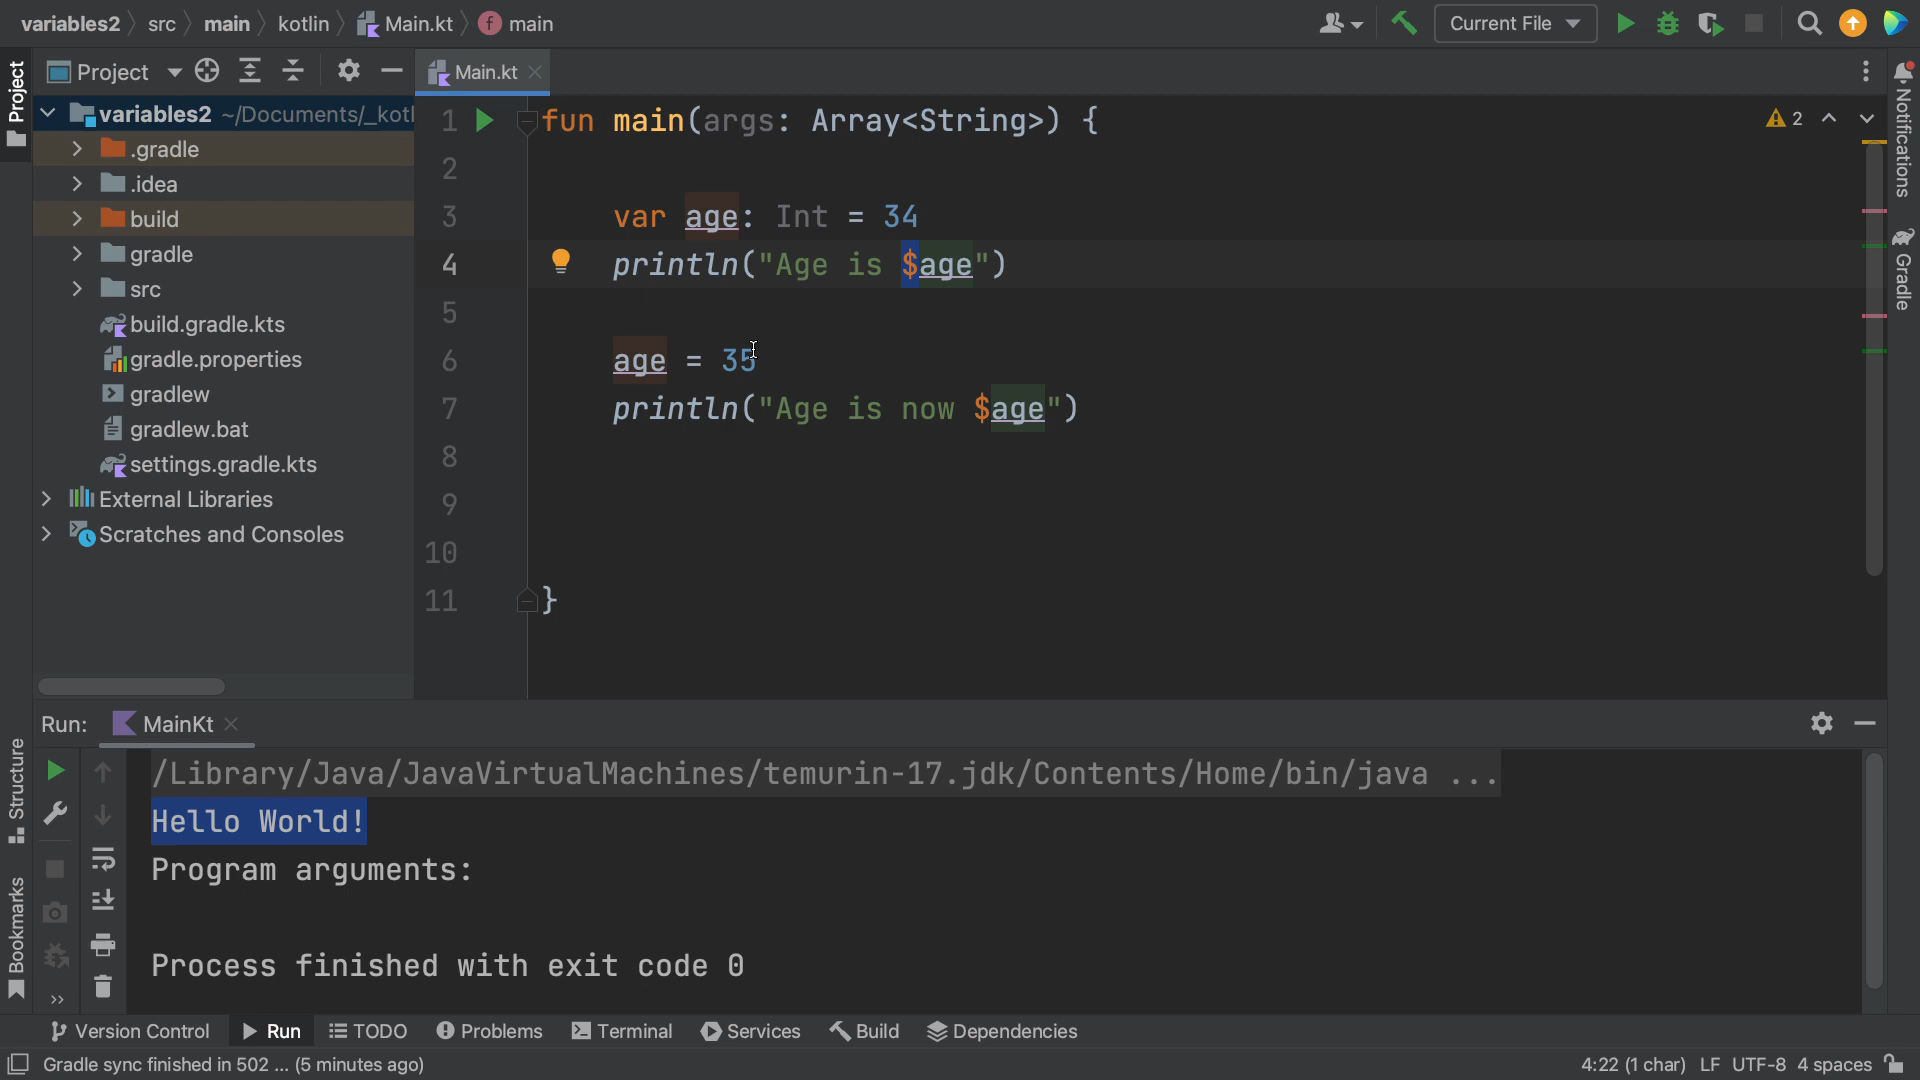 variables2 src main kotlin Main.kt main Current File
Project Main.kt
variables2 ~/Documents/_kotl
.gradle
.idea
build
gradle
src
build.gradle.kts
gradle.properties
gradlew
gradlew.bat
settings.gradle.kts
External Libraries
Scratches and Consoles
1 fun main(args: Array<String>) {
2
3 var age: Int = 34
4 println("Age is $age")
5
6 age = 35
7 println("Age is now $age")
8
9
10
11 }
2
Project
Structure
Bookmarks
Notifications
Gradle
Run: MainKt
/Library/Java/JavaVirtualMachines/temurin-17.jdk/Contents/Home/bin/java ...
Hello World!
Program arguments:
Process finished with exit code 0
Version Control Run TODO Problems Terminal Services Build Dependencies
Gradle sync finished in 502 ... (5 minutes ago) 4:22 (1 char) LF UTF-8 4 spaces